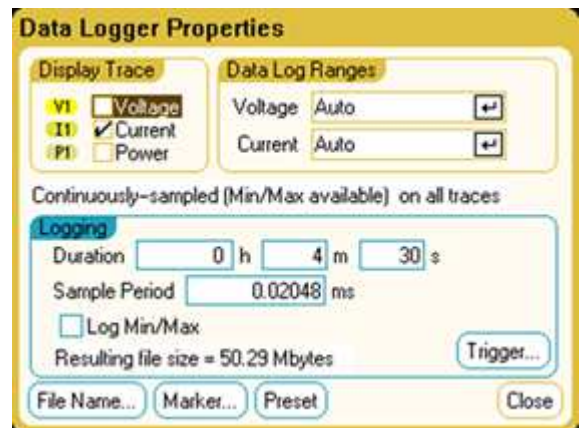 Data Logger Properties
Display Trace
V1 Voltage
I1 Current
P1 Power
Data Log Ranges
Voltage Auto
Current Auto
Continuously-sampled (Min/Max available) on all traces
Logging
Duration 0 h 4 m 30 s
Sample Period 0.02048 ms
Log Min/Max
Resulting file size = 50.29 Mbytes
Trigger...
File Name... Marker... Preset Close